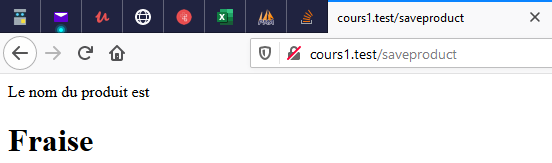 cours1.test/saveproduct
cours1.test/saveproduct
Le nom du produit est
Fraise